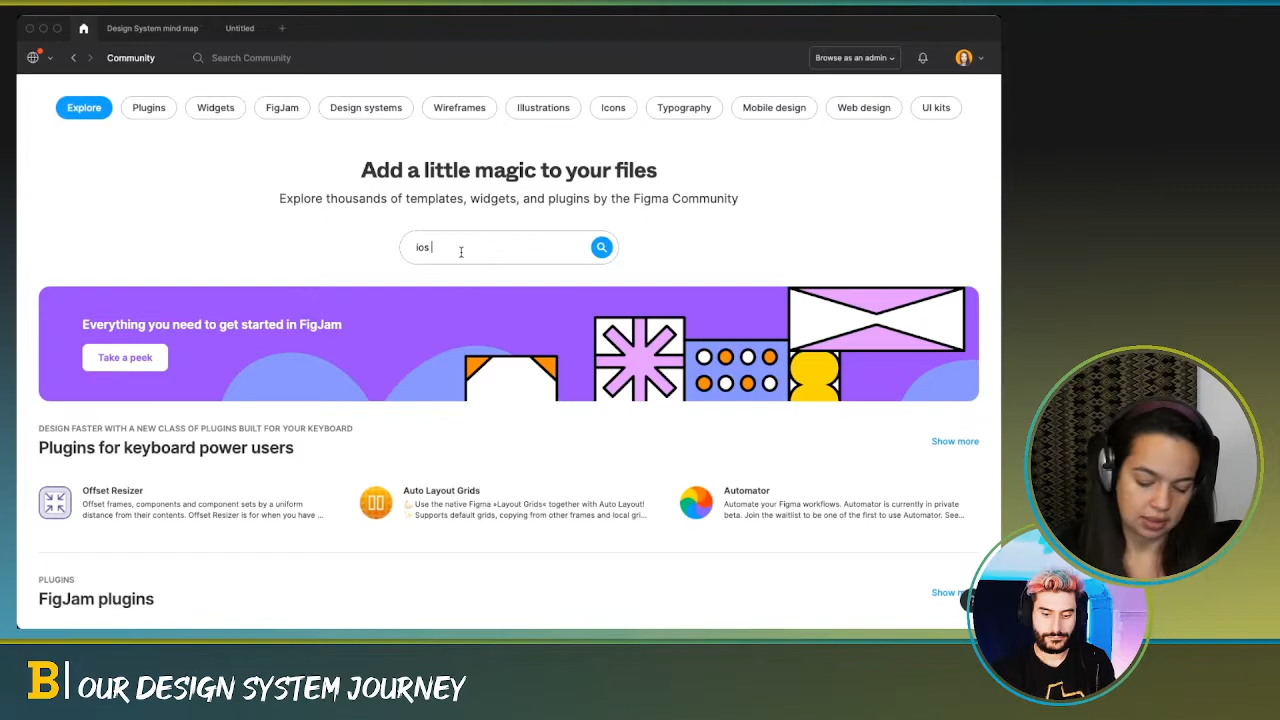 Design System mind map
Untitled
Community
Search Community
Browse as an admin
Explore
Plugins
Widgets
FigJam
Design systems
Wireframes
Illustrations
Icons
Typography
Mobile design
Web design
UI kits
Add a little magic to your files
Explore thousands of templates, widgets, and plugins by the Figma Community
ios
Everything you need to get started in FigJam
Take a peek
DESIGN FASTER WITH A NEW CLASS OF PLUGINS BUILT FOR YOUR KEYBOARD
Plugins for keyboard power users
Show more
Offset Resizer
Offset frames, components and component sets by a uniform
distance from their contents. Offset Resizer is for when you have ...
Auto Layout Grids
Use the native Figma »Layout Grids« together with Auto Layout!
Supports default grids, copying from other frames and local gri...
Automator
Automate your Figma workflows. Automator is currently in private
beta. Join the waitlist to be one of the first to use Automator. See...
PLUGINS
FigJam plugins
Show
B| OUR DESIGN SYSTEM JOURNEY